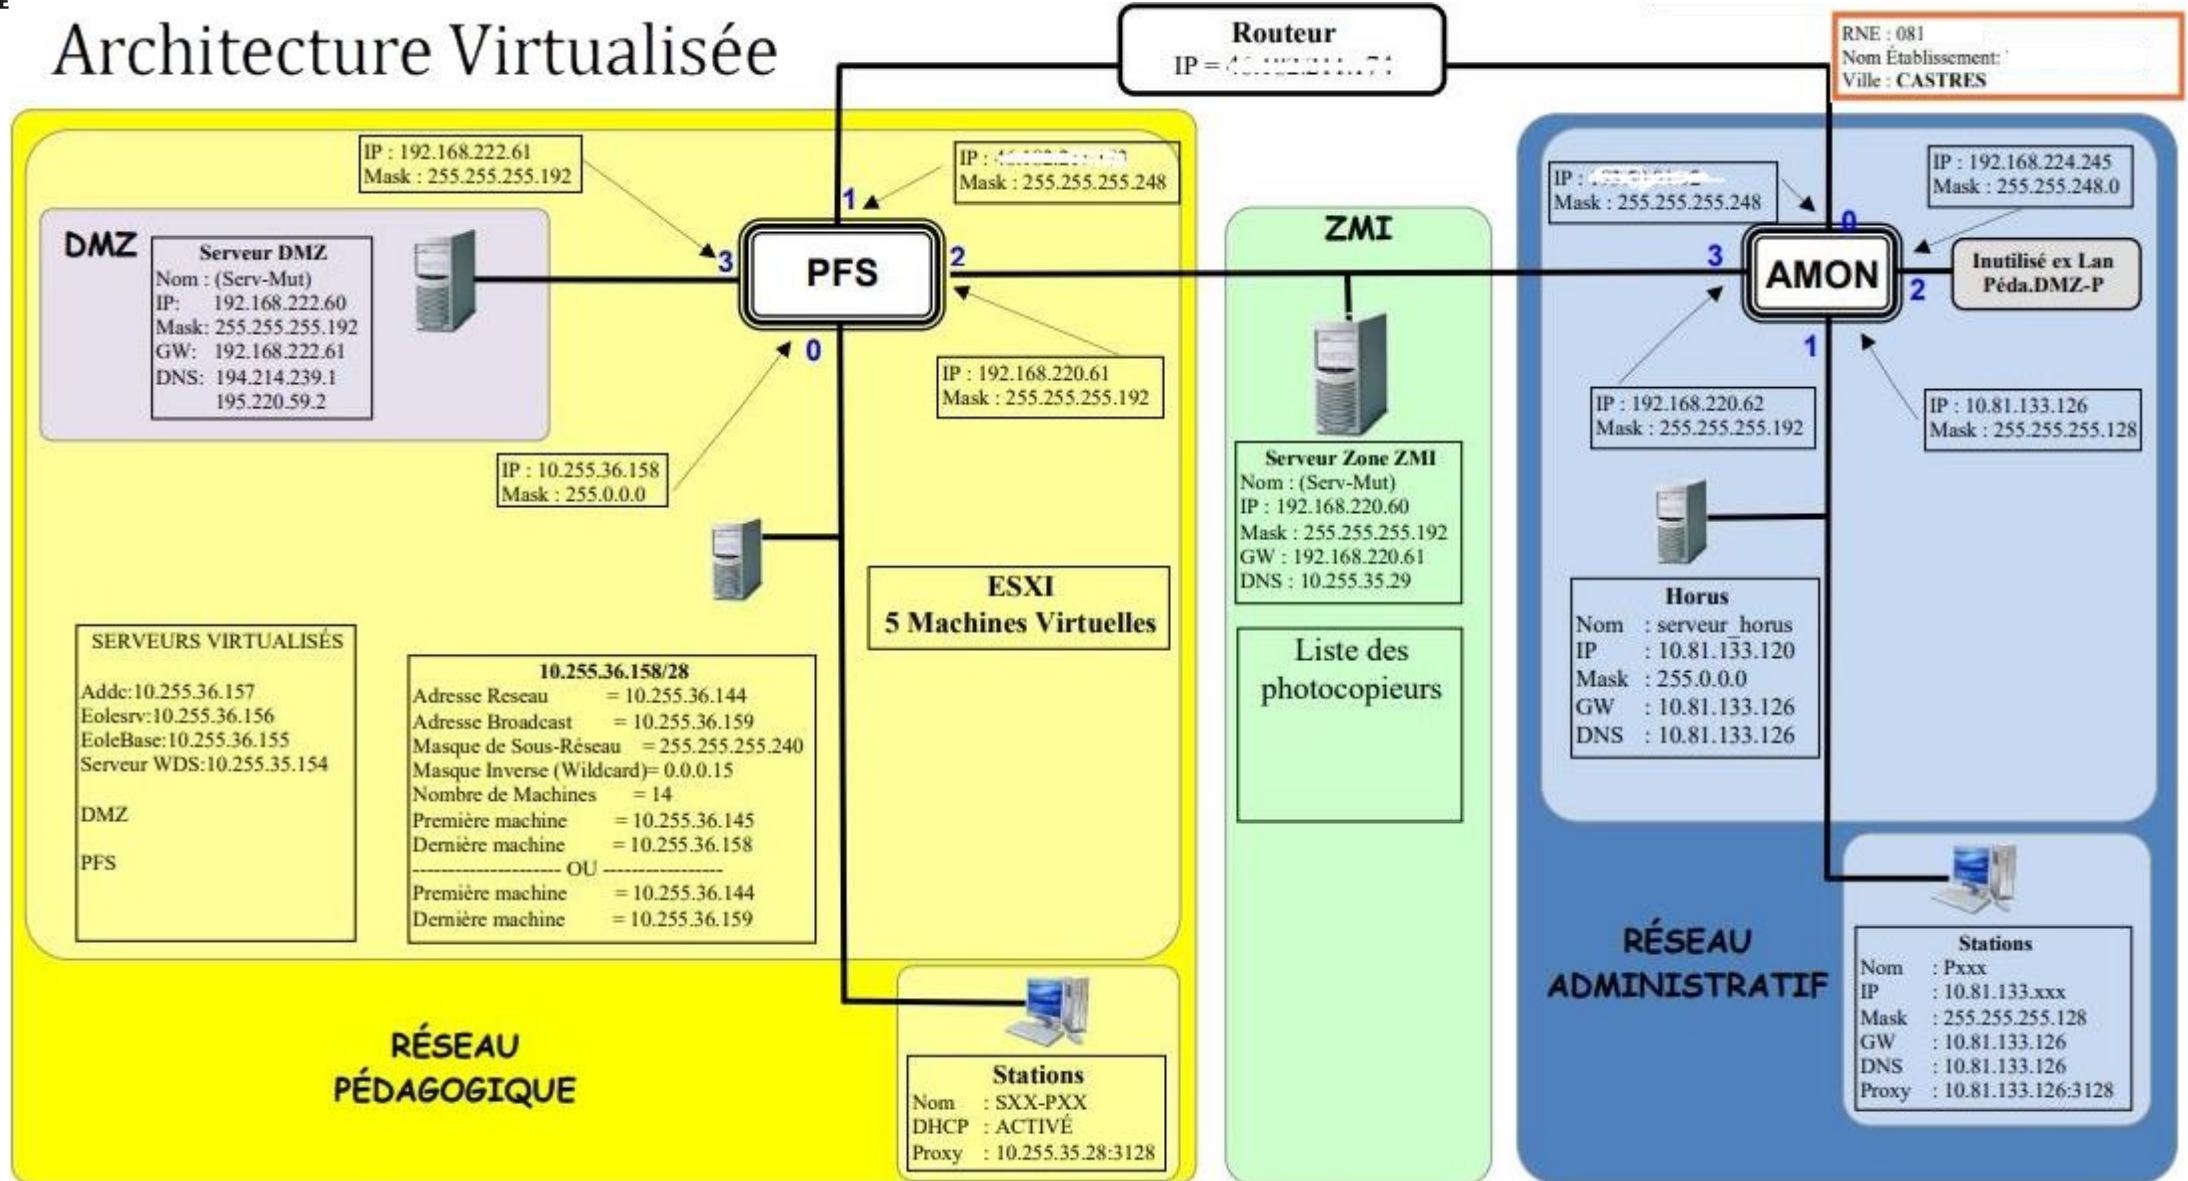 Architecture Virtualisée
Routeur
IP =
RNE : 081
Nom Établissement:
Ville : CASTRES
IP : 192.168.222.61
Mask : 255.255.255.192
IP :
Mask : 255.255.255.248
1
DMZ
Serveur DMZ
Nom : (Serv-Mut)
IP: 192.168.222.60
Mask: 255.255.255.192
GW: 192.168.222.61
DNS: 194.214.239.1
195.220.59.2
3
PFS
2
0
IP : 192.168.220.61
Mask : 255.255.255.192
IP : 10.255.36.158
Mask : 255.0.0.0
ESXI
5 Machines Virtuelles
SERVEURS VIRTUALISÉS
Addc:10.255.36.157
Eolesrv:10.255.36.156
EoleBase:10.255.36.155
Serveur WDS:10.255.35.154
DMZ
PFS
10.255.36.158/28
Adresse Reseau = 10.255.36.144
Adresse Broadcast = 10.255.36.159
Masque de Sous-Réseau = 255.255.255.240
Masque Inverse (Wildcard)= 0.0.0.15
Nombre de Machines = 14
Première machine = 10.255.36.145
Dernière machine = 10.255.36.158
--------------------- OU -----------------
Première machine = 10.255.36.144
Dernière machine = 10.255.36.159
RÉSEAU
PÉDAGOGIQUE
Stations
Nom : SXX-PXX
DHCP : ACTIVÉ
Proxy : 10.255.35.28:3128
ZMI
Serveur Zone ZMI
Nom : (Serv-Mut)
IP : 192.168.220.60
Mask : 255.255.255.192
GW : 192.168.220.61
DNS : 10.255.35.29
Liste des
photocopieurs
IP :
Mask : 255.255.255.248
IP : 192.168.224.245
Mask : 255.255.248.0
0
3
AMON
2
1
Inutilisé ex Lan
Péda.DMZ-P
IP : 192.168.220.62
Mask : 255.255.255.192
IP : 10.81.133.126
Mask : 255.255.255.128
Horus
Nom : serveur_horus
IP : 10.81.133.120
Mask : 255.0.0.0
GW : 10.81.133.126
DNS : 10.81.133.126
RÉSEAU
ADMINISTRATIF
Stations
Nom : Pxxx
IP : 10.81.133.xxx
Mask : 255.255.255.128
GW : 10.81.133.126
DNS : 10.81.133.126
Proxy : 10.81.133.126:3128